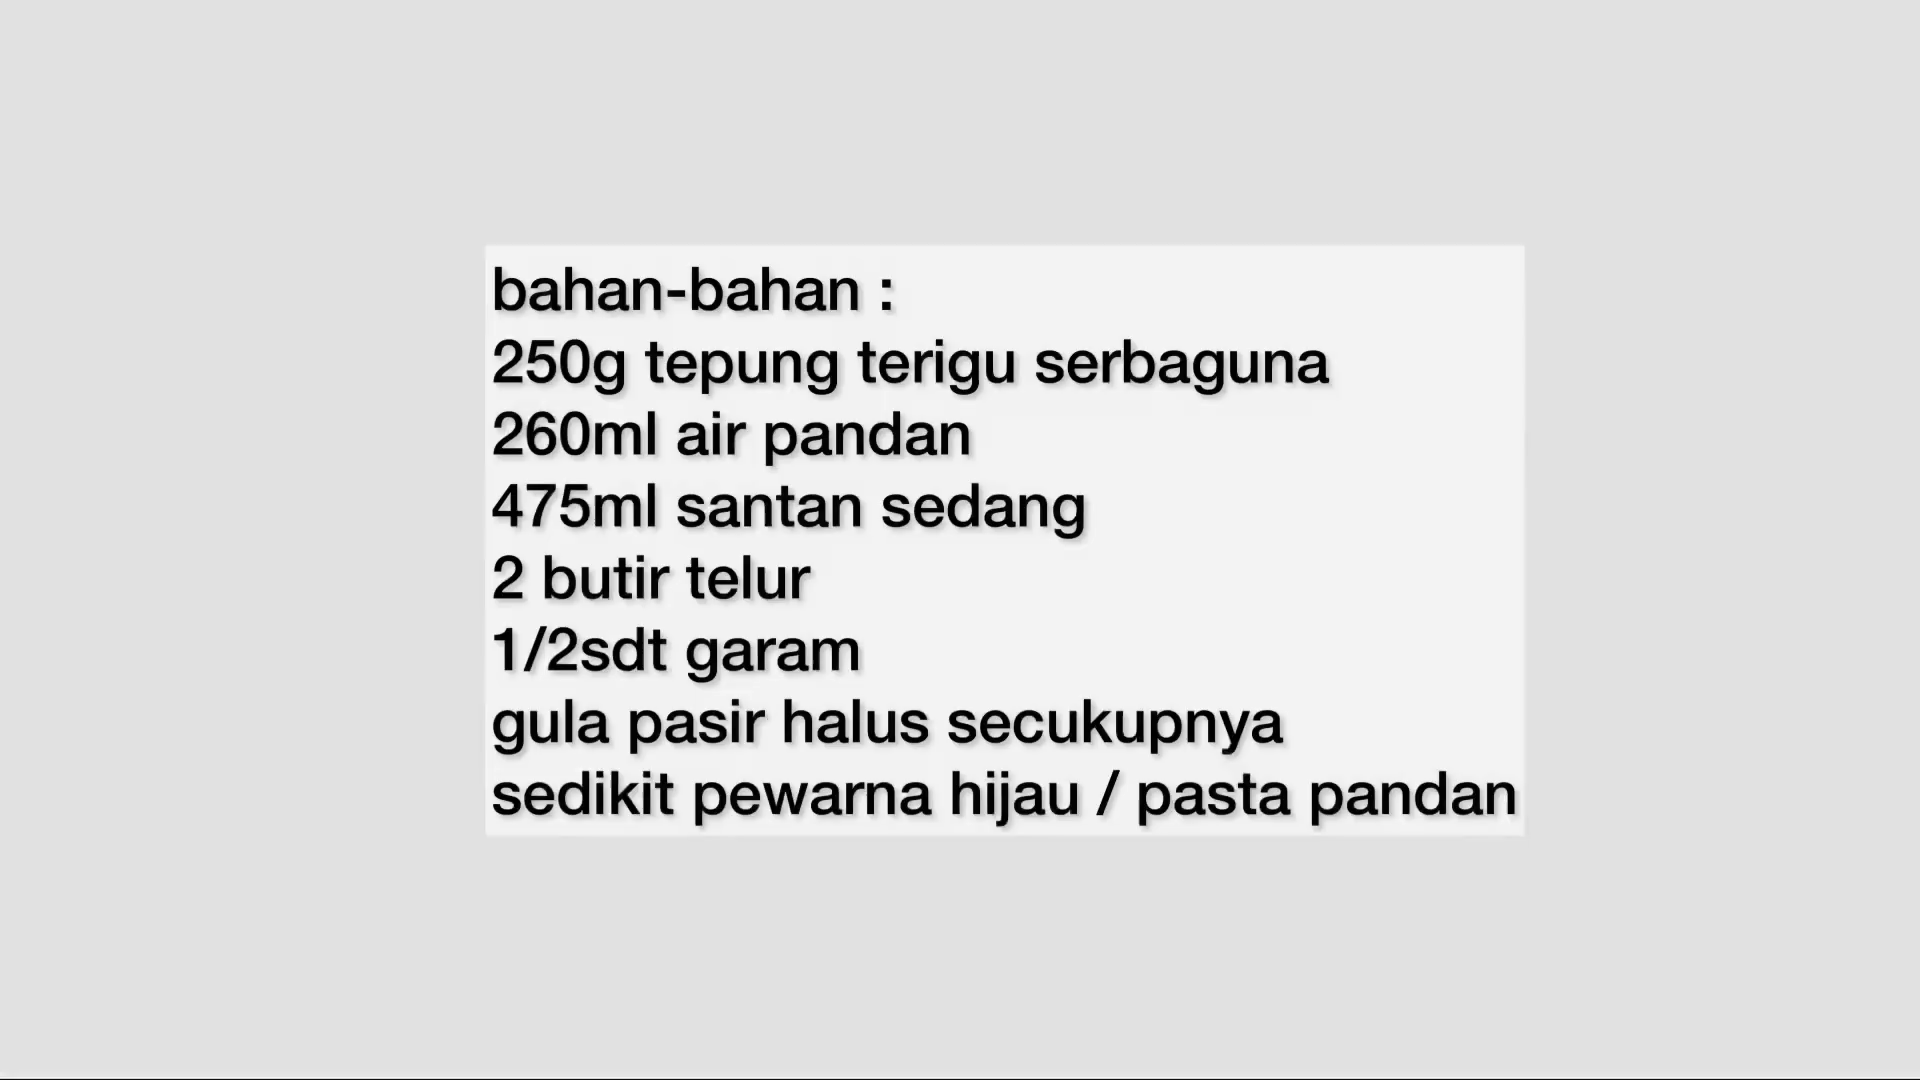 bahan-bahan :
250g tepung terigu serbaguna
260ml air pandan
475ml santan sedang
2 butir telur
1/2sdt garam
gula pasir halus secukupnya
sedikit pewarna hijau / pasta pandan